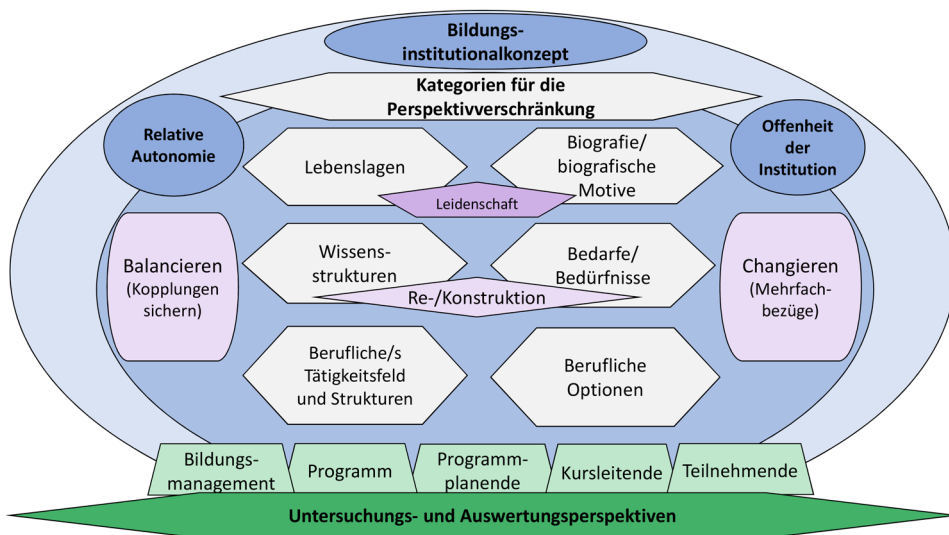 Bildungs-
institutionalkonzept
Kategorien für die
Perspektivverschränkung
Relative
Autonomie
Offenheit
der
Institution
Lebenslagen
Biografie/
biografische
Motive
Leidenschaft
Balancieren
(Kopplungen
sichern)
Wissens-
strukturen
Bedarfe/
Bedürfnisse
Changieren
(Mehrfach-
bezüge)
Re-/Konstruktion
Berufliche/s
Tätigkeitsfeld
und Strukturen
Berufliche
Optionen
Bildungs-
management
Programm
Programm-
planende
Kursleitende
Teilnehmende
Untersuchungs- und Auswertungsperspektiven